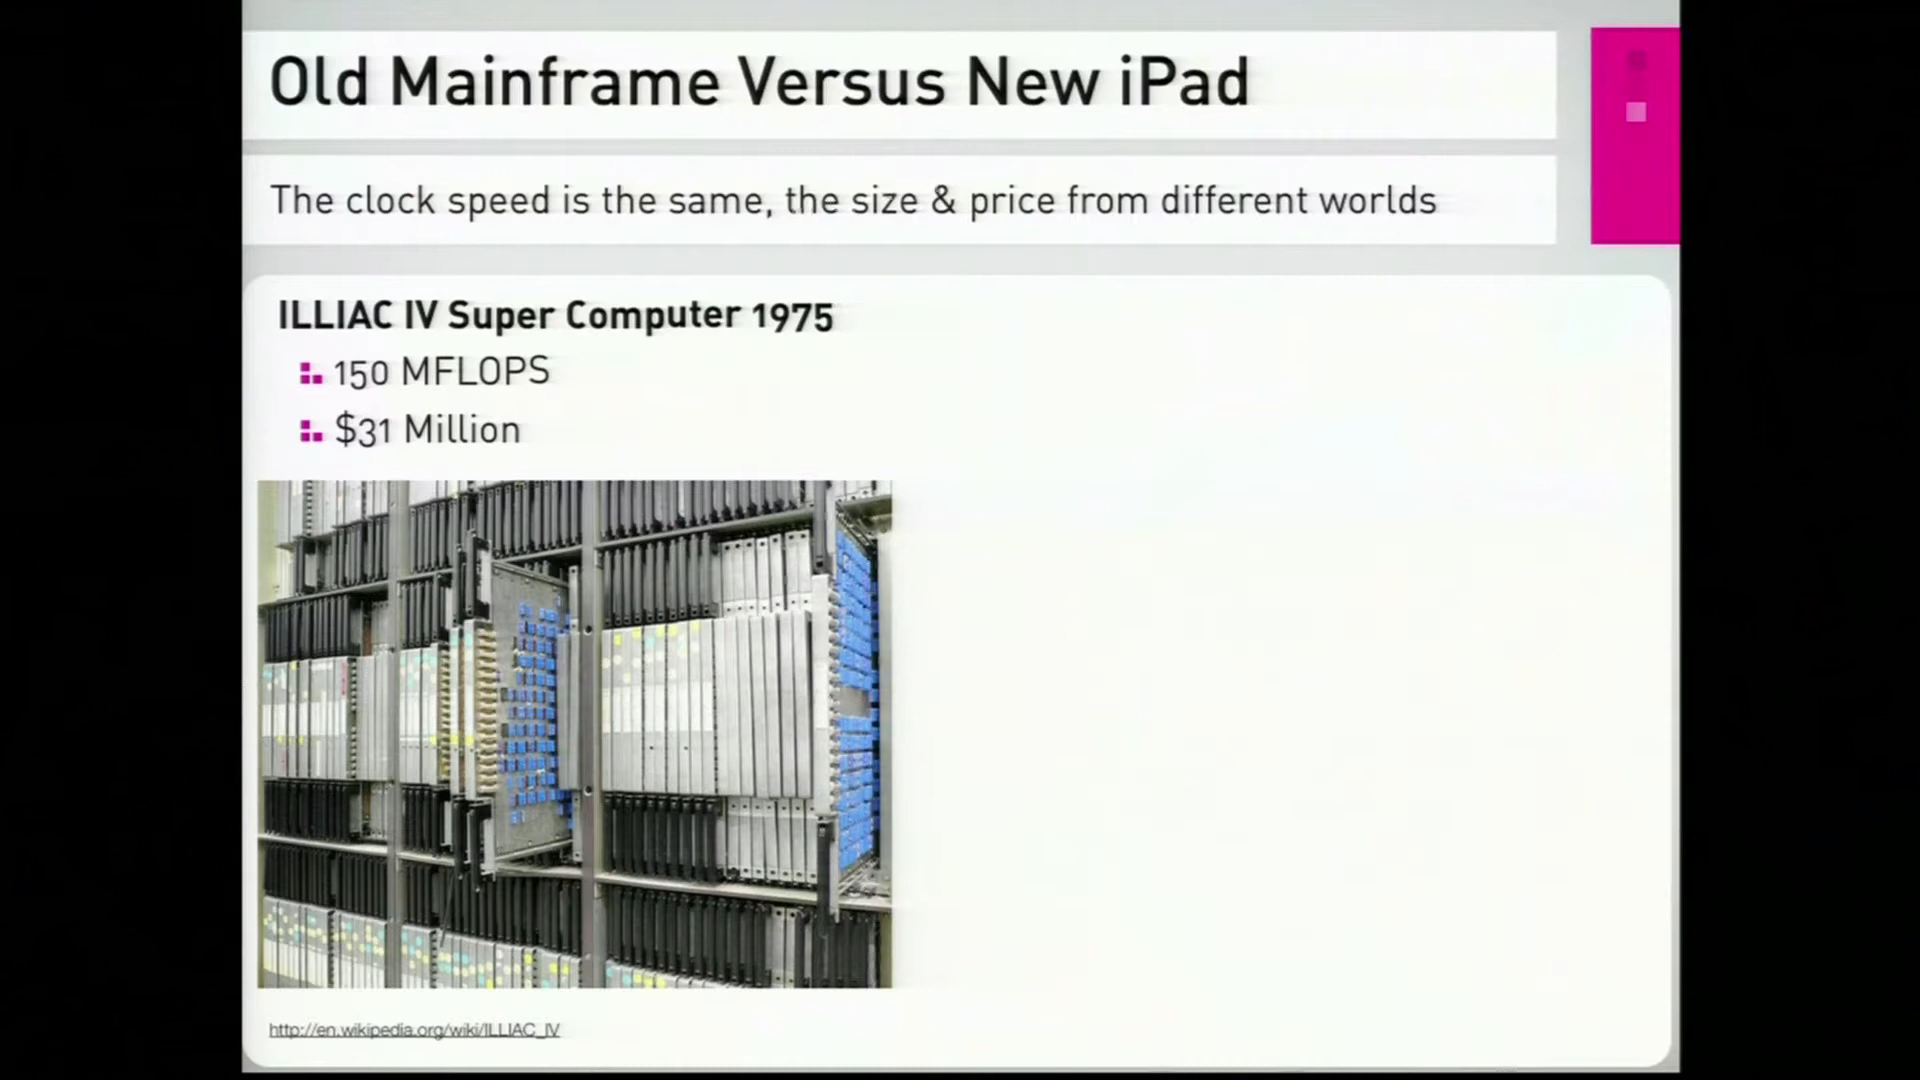 Old Mainframe Versus New iPad
The clock speed is the same, the size & price from different worlds
ILLIAC IV Super Computer 1975
150 MFLOPS
$31 Million
http://en.wikipedia.org/wiki/ILLIAC_IV